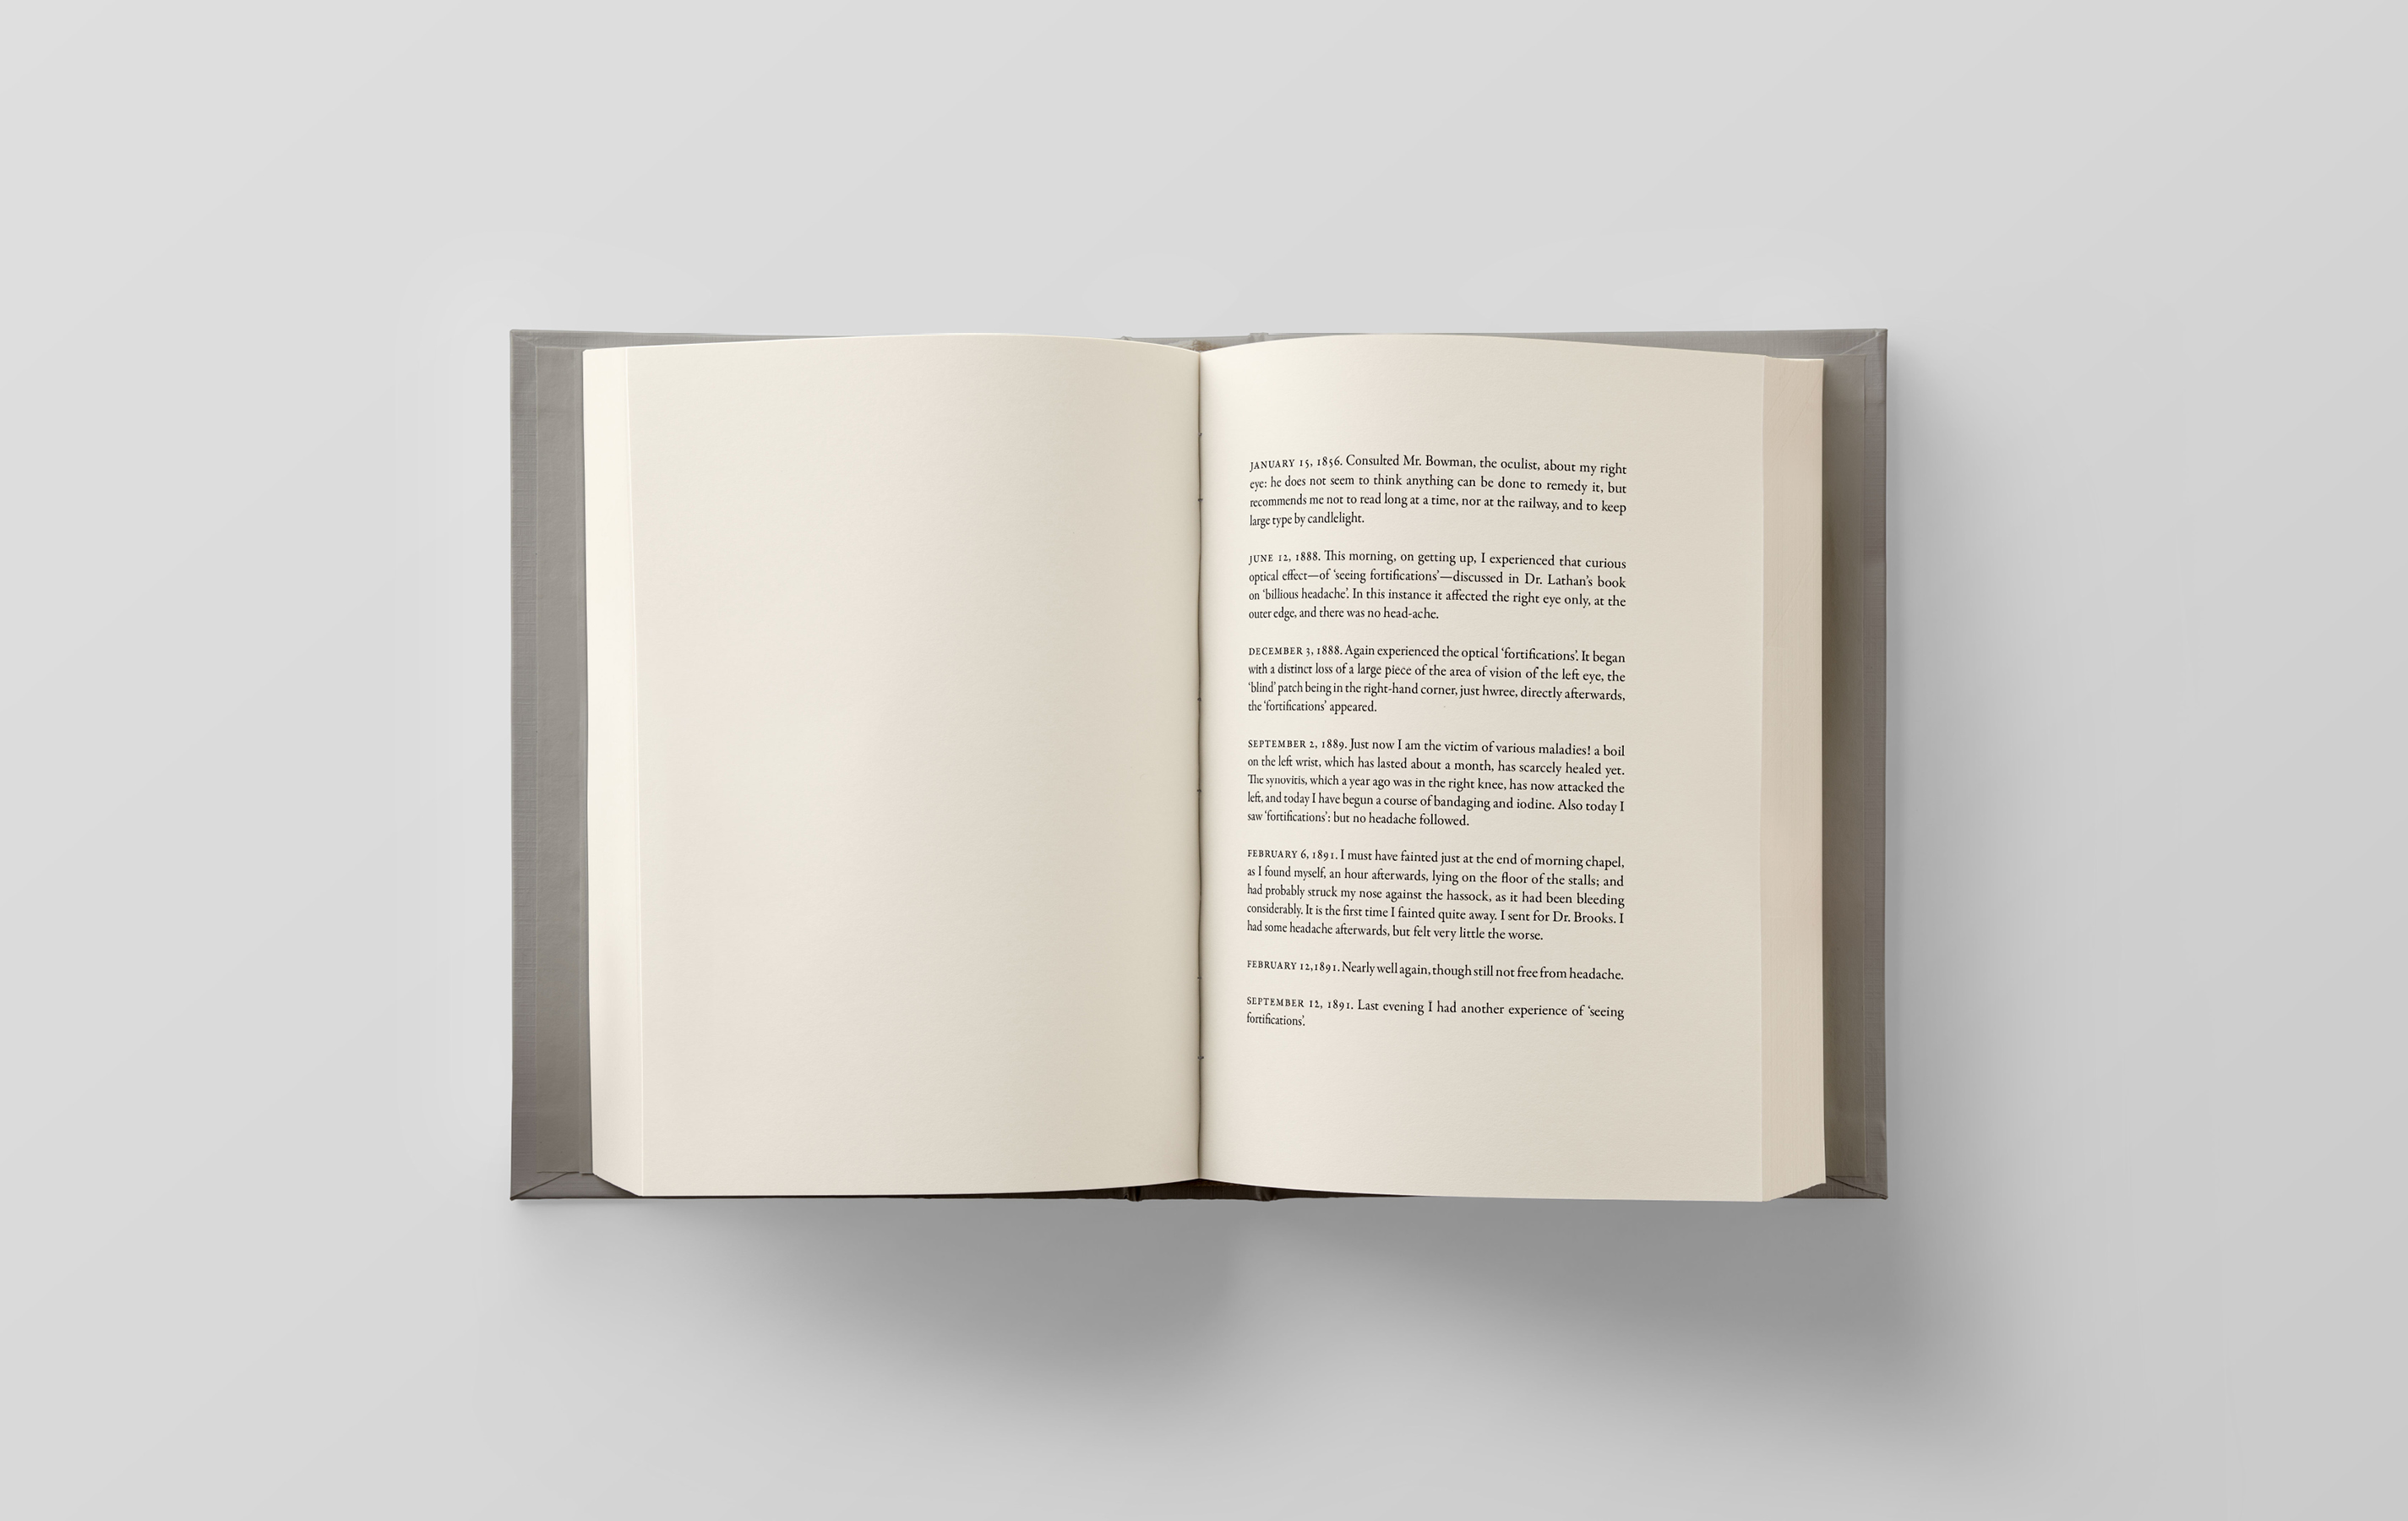 JANUARY 15, 1856. Consulted Mr. Bowman, the oculist, about my right
eye: he does not seem to think anything can be done to remedy it, but
recommends me not to read long at a time, nor at the railway, and to keep
large type by candlelight.
JUNE 12, 1888. This morning, on getting up, I experienced that curious
optical effect—of ‘seeing fortifications’—discussed in Dr. Lathan’s book
on ‘billious headache’. In this instance it affected the right eye only, at the
outer edge, and there was no head-ache.
DECEMBER 3, 1888. Again experienced the optical ‘fortifications’. It began
with a distinct loss of a large piece of the area of vision of the left eye, the
‘blind’ patch being in the right-hand corner, just hwree, directly afterwards,
the ‘fortifications’ appeared.
SEPTEMBER 2, 1889. Just now I am the victim of various maladies! a boil
on the left wrist, which has lasted about a month, has scarcely healed yet.
The synovitis, which a year ago was in the right knee, has now attacked the
left, and today I have begun a course of bandaging and iodine. Also today I
saw ‘fortifications’: but no headache followed.
FEBRUARY 6, 1891. I must have fainted just at the end of morning chapel,
as I found myself, an hour afterwards, lying on the floor of the stalls; and
had probably struck my nose against the hassock, as it had been bleeding
considerably. It is the first time I fainted quite away. I sent for Dr. Brooks. I
had some headache afterwards, but felt very little the worse.
FEBRUARY 12,1891. Nearly well again, though still not free from headache.
SEPTEMBER 12, 1891. Last evening I had another experience of ‘seeing
fortifications’.